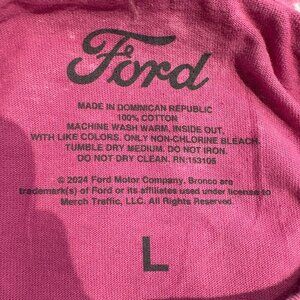 Ford
MADE IN DOMINICAN REPUBLIC
100% COTTON
MACHINE WASH WARM, INSIDE OUT,
WITH LIKE COLORS. ONLY NON-CHLORINE BLEACH.
TUMBLE DRY MEDIUM. DO NOT IRON.
DO NOT DRY CLEAN. RN:153105
© 2024 Ford Motor Company. Bronco are
trademark(s) of Ford or its affiliates used under license to
Merch Traffic, LLC. All Rights Reserved.
L